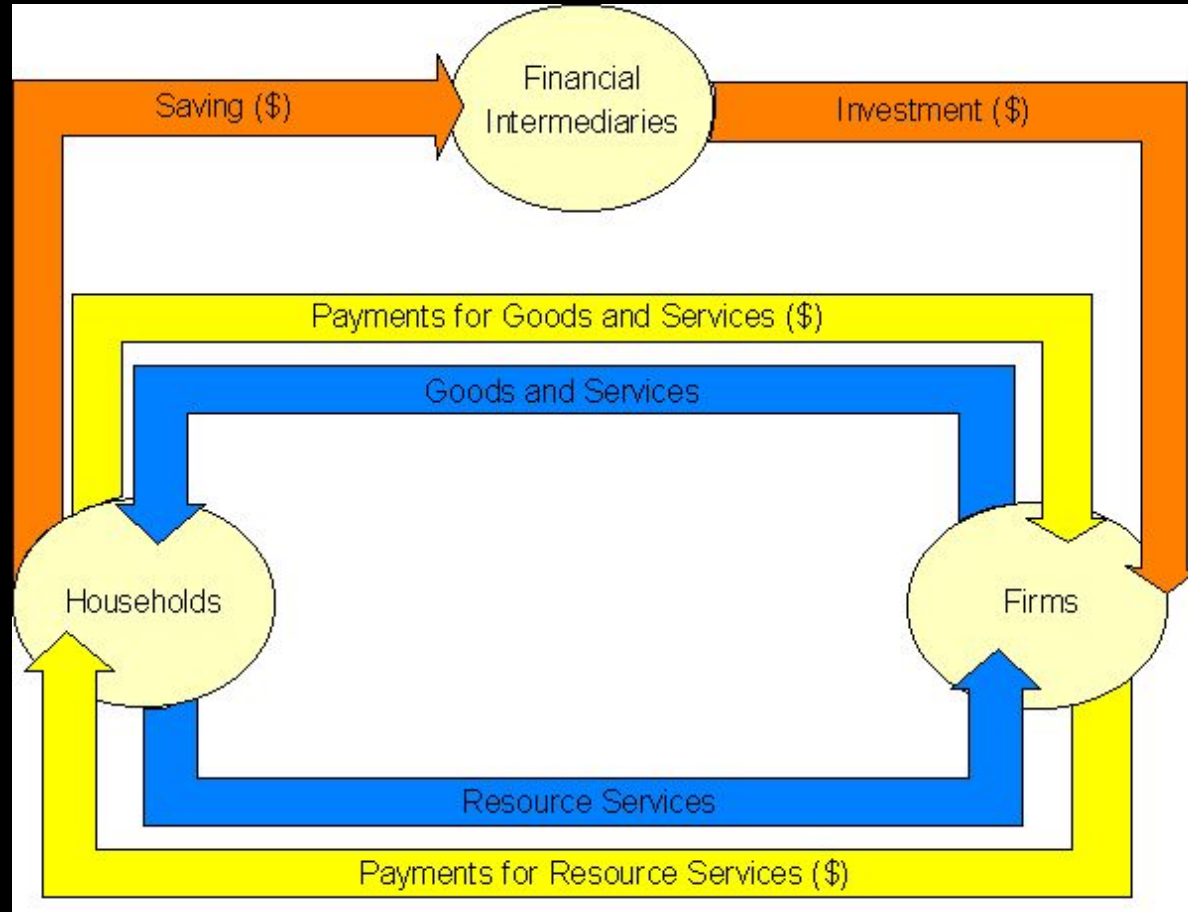 Financial
Intermediaries
Saving ($)
Investment ($)
Payments for Goods and Services ($)
Goods and Services
Households
Firms
Resource Services
Payments for Resource Services ($)